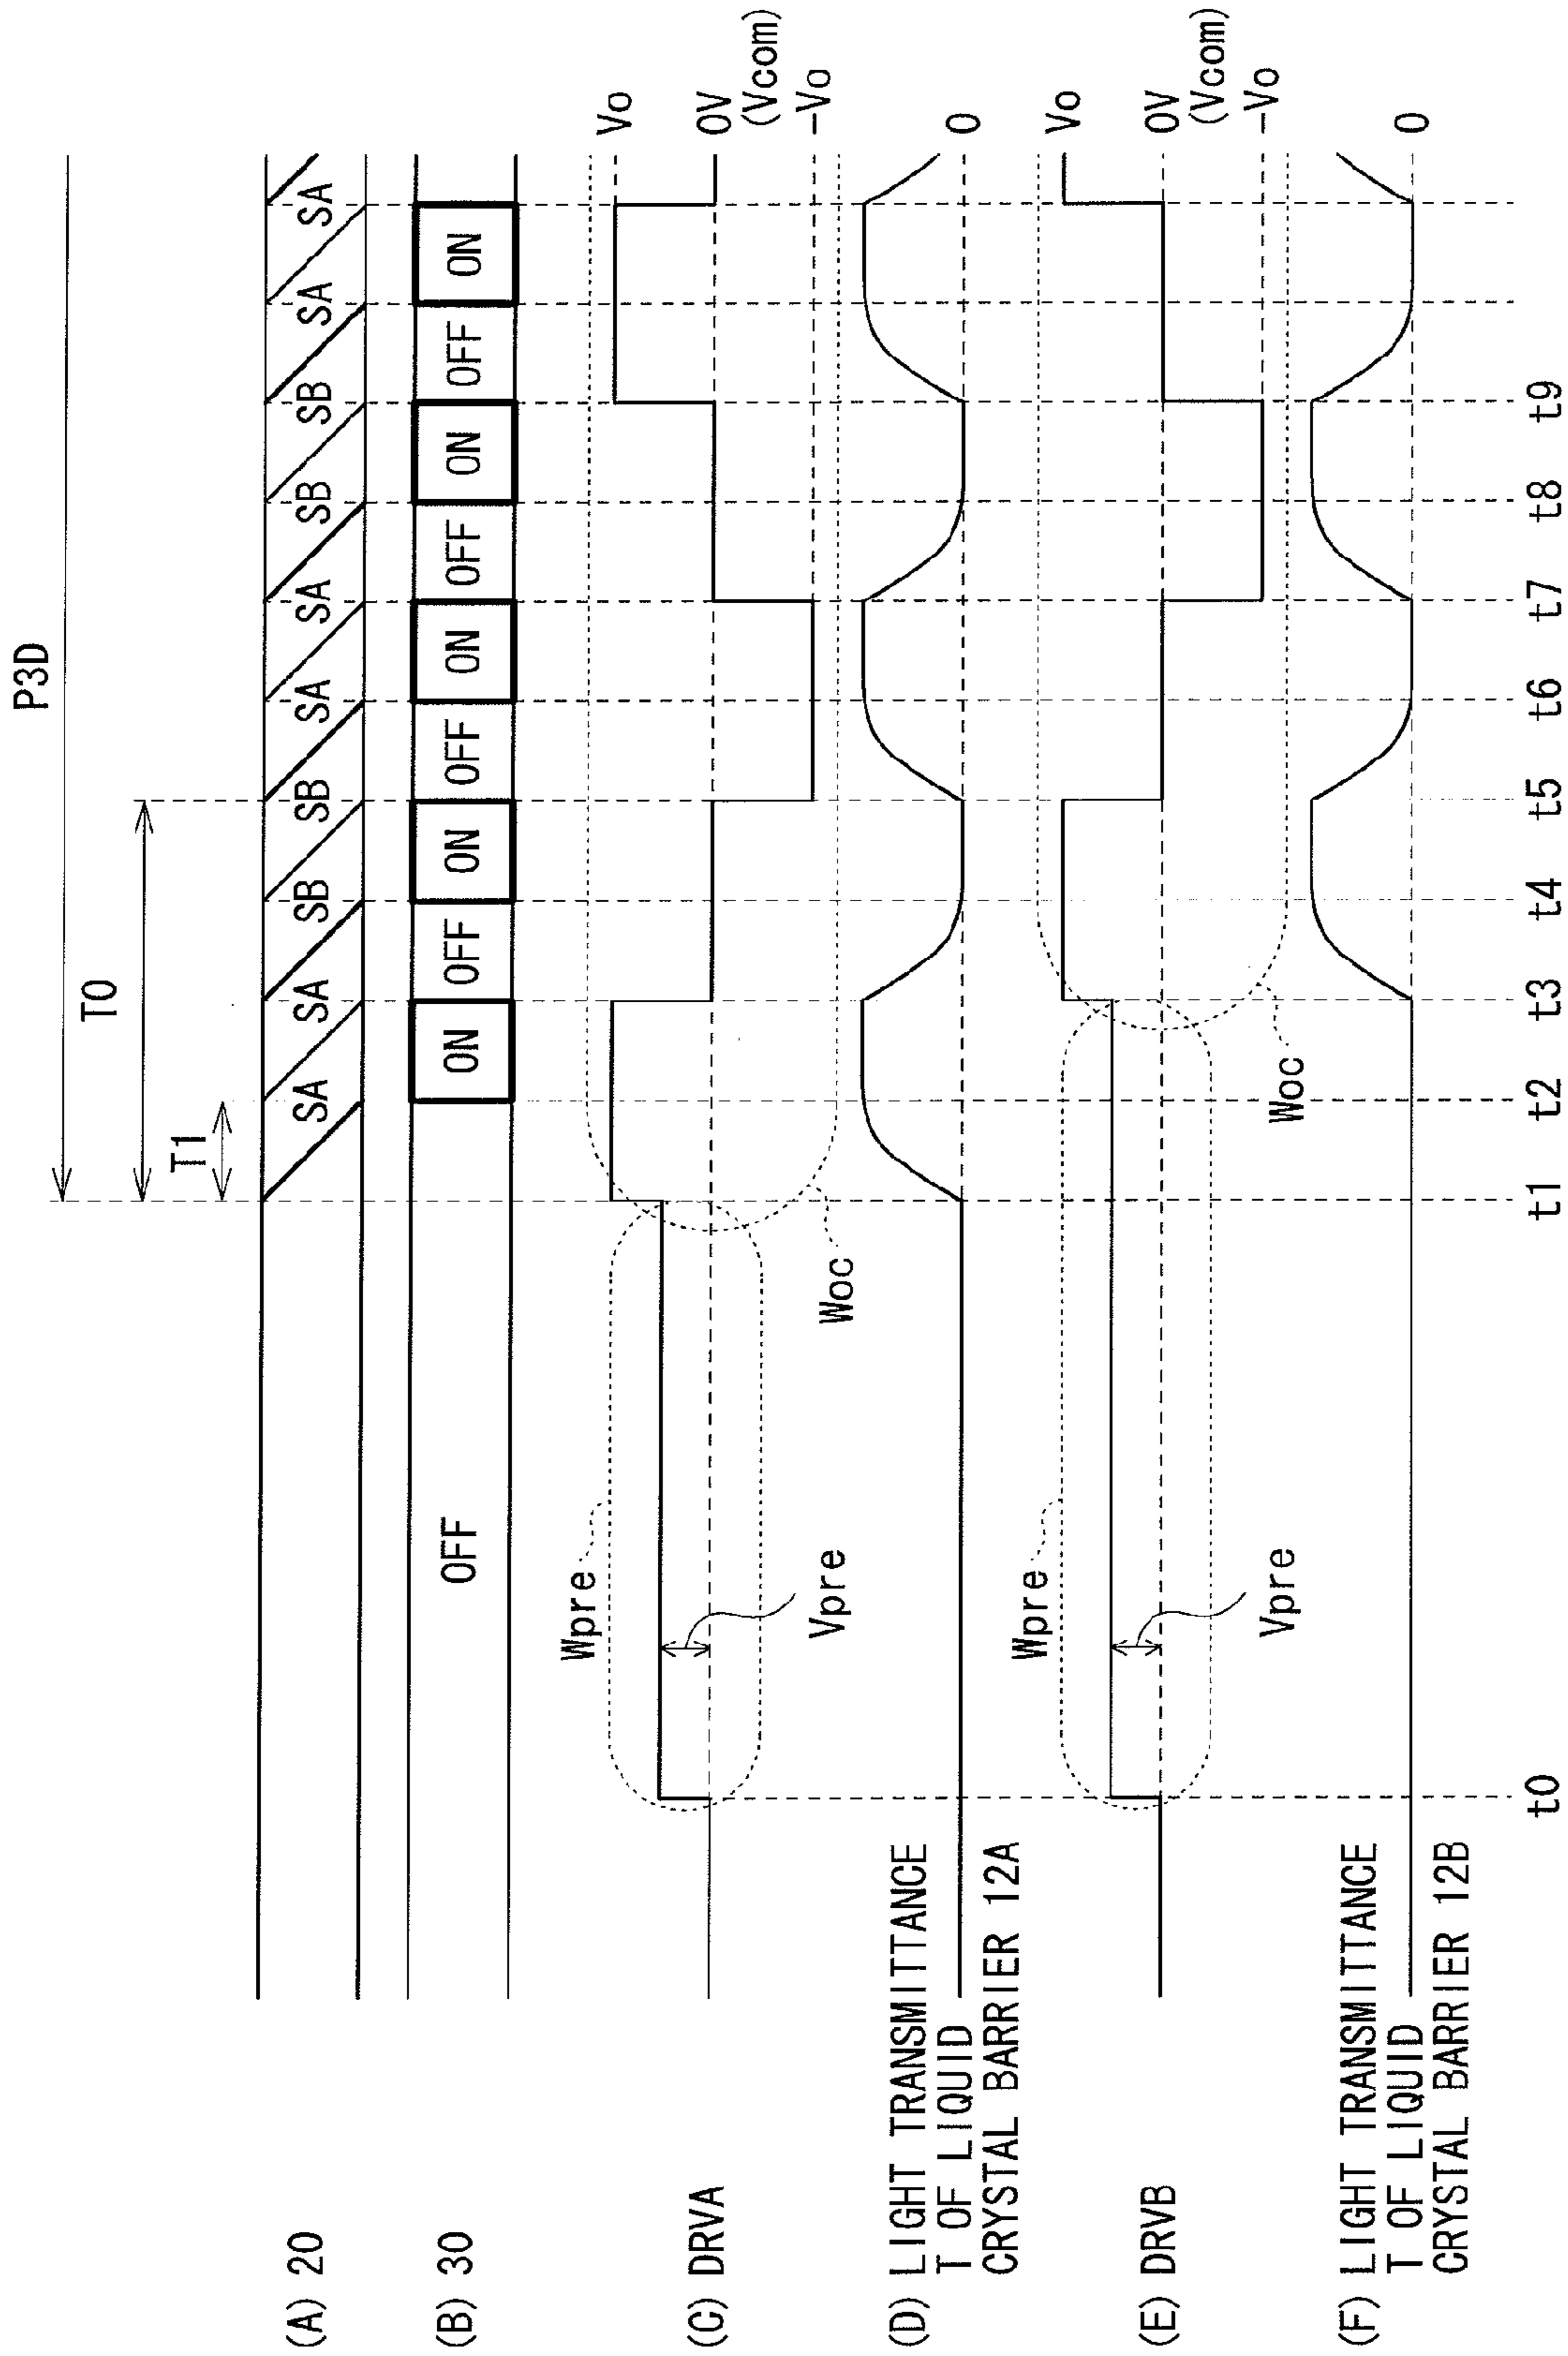 P3D
T0
T1
(A) 20
SA
SA
SB
SB
SA
SA
SB
SB
SA
SA
(B) 30
OFF
ON
OFF
ON
OFF
ON
OFF
ON
OFF
ON
Wpre
Vo
(C) DRVA
0V
(Vcom)
Vpre
Woc
-Vo
(D) LIGHT TRANSMITTANCE
T OF LIQUID
CRYSTAL BARRIER 12A
0
Wpre
Vo
(E) DRVB
0V
(Vcom)
Vpre
Woc
-Vo
(F) LIGHT TRANSMITTANCE
T OF LIQUID
CRYSTAL BARRIER 12B
0
t0
t1
t2
t3
t4
t5
t6
t7
t8
t9